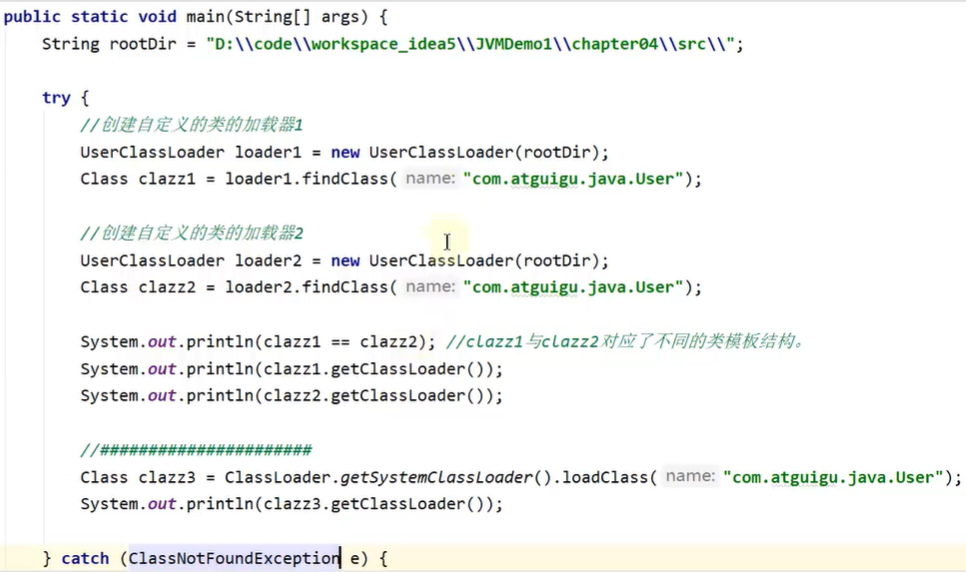 public static void main(String[] args) {
String rootDir = "D:\\code\\workspace_idea5\\JVMDemo1\\chapter04\\src\\";
try {
//创建自定义的类的加载器1
UserClassLoader loader1 = new UserClassLoader(rootDir);
Class clazz1 = loader1.findClass( name: "com.atguigu.java.User");
//创建自定义的类的加载器2
UserClassLoader loader2 = new UserClassLoader(rootDir);
Class clazz2 = loader2.findClass( name: "com.atguigu.java.User");
System.out.println(clazz1 == clazz2); //clazz1与clazz2对应了不同的类模板结构。
System.out.println(clazz1.getClassLoader());
System.out.println(clazz2.getClassLoader());
//######################
Class clazz3 = ClassLoader.getSystemClassLoader().loadClass( name: "com.atguigu.java.User");
System.out.println(clazz3.getClassLoader());
} catch (ClassNotFoundException e) {